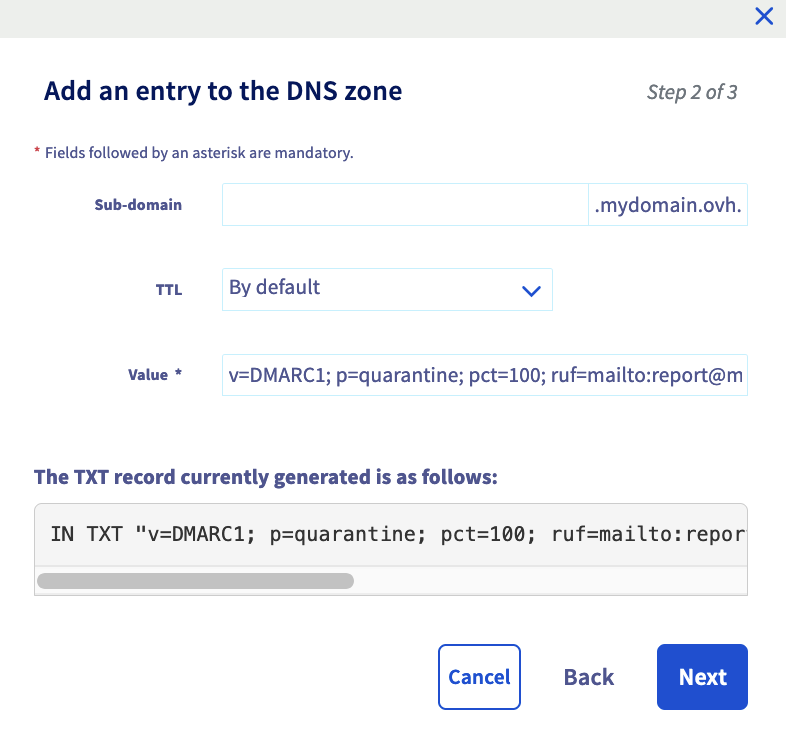 Add an entry to the DNS zone
Step 2 of 3
* Fields followed by an asterisk are mandatory.
Sub-domain
.mydomain.ovh.
TTL
By default
Value *
v=DMARC1; p=quarantine; pct=100; ruf=mailto:report@m
The TXT record currently generated is as follows:
IN TXT "v=DMARC1; p=quarantine; pct=100; ruf=mailto:repor
Cancel
Back
Next